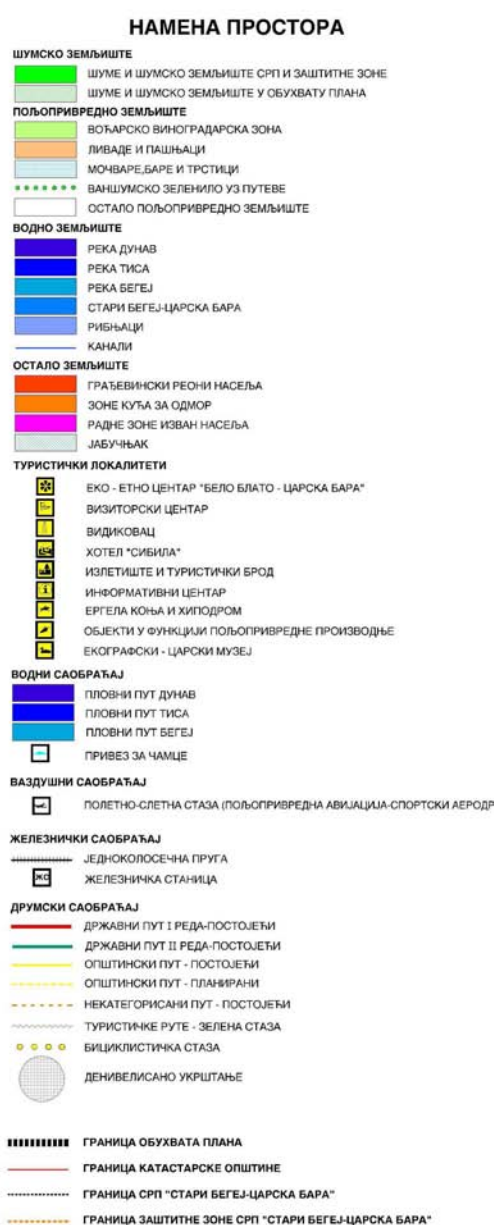 НАМЕНА ПРОСТОРА
ШУМСКО ЗЕМЉИШТЕ
ШУМЕ И ШУМСКО ЗЕМЉИШТЕ СРП И ЗАШТИТНЕ ЗОНЕ
ШУМЕ И ШУМСКО ЗЕМЉИШТЕ У ОБУХВАТУ ПЛАНА
ПОЉОПРИВРЕДНО ЗЕМЉИШТЕ
ВОЋАРСКО ВИНОГРАДАРСКА ЗОНА
ЛИВАДЕ И ПАШЊАЦИ
МОЧВАРЕ,БАРЕ И ТРСТИЦИ
ВАНШУМСКО ЗЕЛЕНИЛО УЗ ПУТЕВЕ
ОСТАЛО ПОЉОПРИВРЕДНО ЗЕМЉИШТЕ
ВОДНО ЗЕМЉИШТЕ
РЕКА ДУНАВ
РЕКА ТИСА
РЕКА БЕГЕЈ
СТАРИ БЕГЕЈ-ЦАРСКА БАРА
РИБЊАЦИ
КАНАЛИ
ОСТАЛО ЗЕМЉИШТЕ
ГРАЂЕВИНСКИ РЕОНИ НАСЕЉА
ЗОНЕ КУЋА ЗА ОДМОР
РАДНЕ ЗОНЕ ИЗВАН НАСЕЉА
ЈАБУЧЊАК
ТУРИСТИЧКИ ЛОКАЛИТЕТИ
ЕКО - ЕТНО ЦЕНТАР "БЕЛО БЛАТО - ЦАРСКА БАРА"
ВИЗИТОРСКИ ЦЕНТАР
ВИДИКОВАЦ
ХОТЕЛ "СИБИЛА"
ИЗЛЕТИШТЕ И ТУРИСТИЧКИ БРОД
ИНФОРМАТИВНИ ЦЕНТАР
ЕРГЕЛА КОЊА И ХИПОДРОМ
ОБЈЕКТИ У ФУНКЦИЈИ ПОЉОПРИВРЕДНЕ ПРОИЗВОДЊЕ
ЕКОГРАФСКИ - ЦАРСКИ МУЗЕЈ
ВОДНИ САОБРАЋАЈ
ПЛОВНИ ПУТ ДУНАВ
ПЛОВНИ ПУТ ТИСА
ПЛОВНИ ПУТ БЕГЕЈ
ПРИВЕЗ ЗА ЧАМЦЕ
ВАЗДУШНИ САОБРАЋАЈ
ПОЛЕТНО-СЛЕТНА СТАЗА (ПОЉОПРИВРЕДНА АВИЈАЦИЈА-СПОРТСКИ АЕРОДР
ЖЕЛЕЗНИЧКИ САОБРАЋАЈ
ЈЕДНОКОЛОСЕЧНА ПРУГА
ЖЕЛЕЗНИЧКА СТАНИЦА
ДРУМСКИ САОБРАЋАЈ
ДРЖАВНИ ПУТ I РЕДА-ПОСТОЈЕЋИ
ДРЖАВНИ ПУТ II РЕДА-ПОСТОЈЕЋИ
ОПШТИНСКИ ПУТ - ПОСТОЈЕЋИ
ОПШТИНСКИ ПУТ - ПЛАНИРАНИ
НЕКАТЕГОРИСАНИ ПУТ - ПОСТОЈЕЋИ
ТУРИСТИЧКЕ РУТЕ - ЗЕЛЕНА СТАЗА
БИЦИКЛИСТИЧКА СТАЗА
ДЕНИВЕЛИСАНО УКРШТАЊЕ
ГРАНИЦА ОБУХВАТА ПЛАНА
ГРАНИЦА КАТАСТАРСКЕ ОПШТИНЕ
ГРАНИЦА СРП "СТАРИ БЕГЕЈ-ЦАРСКА БАРА"
ГРАНИЦА ЗАШТИТНЕ ЗОНЕ СРП "СТАРИ БЕГЕЈ-ЦАРСКА БАРА"